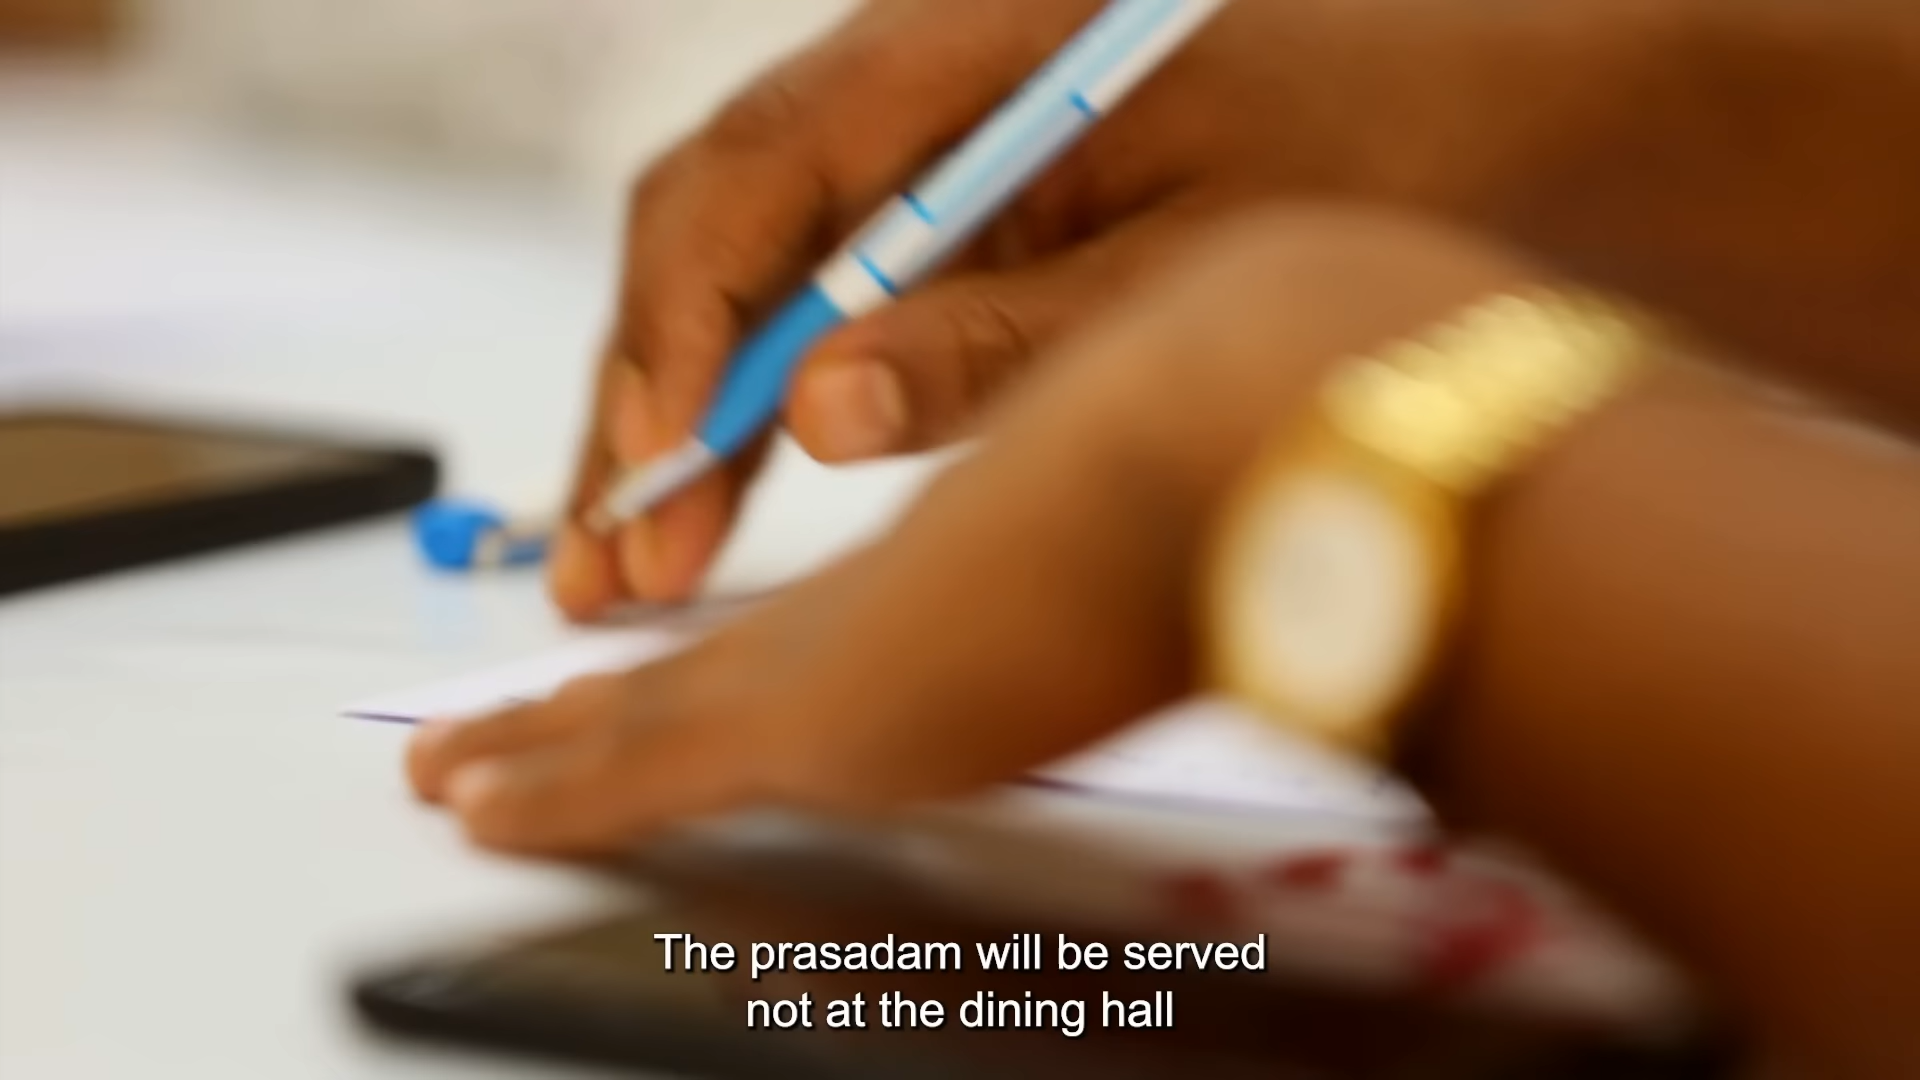 The prasadam will be served
not at the dining hall